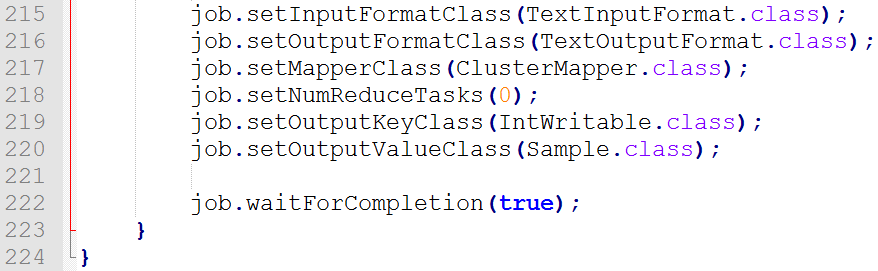 215 job.setInputFormatClass(TextInputFormat.class);
216 job.setOutputFormatClass(TextOutputFormat.class);
217 job.setMapperClass(ClusterMapper.class);
218 job.setNumReduceTasks(0);
219 job.setOutputKeyClass(IntWritable.class);
220 job.setOutputValueClass(Sample.class);
221
222 job.waitForCompletion(true);
223 }
224 }